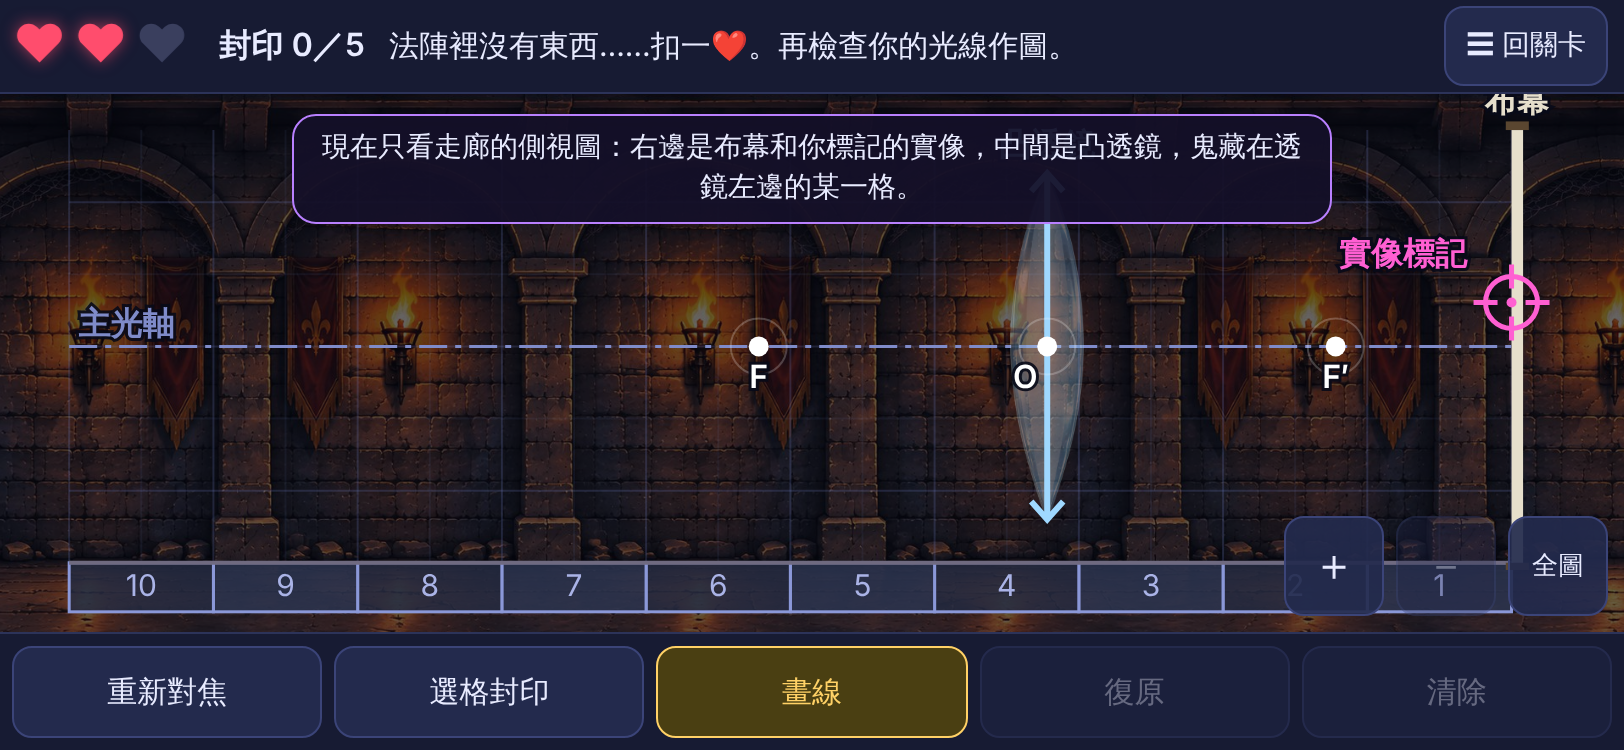 封印 0／5 法陣裡沒有東西……扣一❤️。再檢查你的光線作圖。
☰ 回關卡
布幕
現在只看走廊的側視圖：右邊是布幕和你標記的實像，中間是凸透鏡，鬼藏在透
鏡左邊的某一格。
實像標記
主光軸
F
O
F′
10 9 8 7 6 5 4 3 2 1
＋
－
全圖
重新對焦
選格封印
畫線
復原
清除